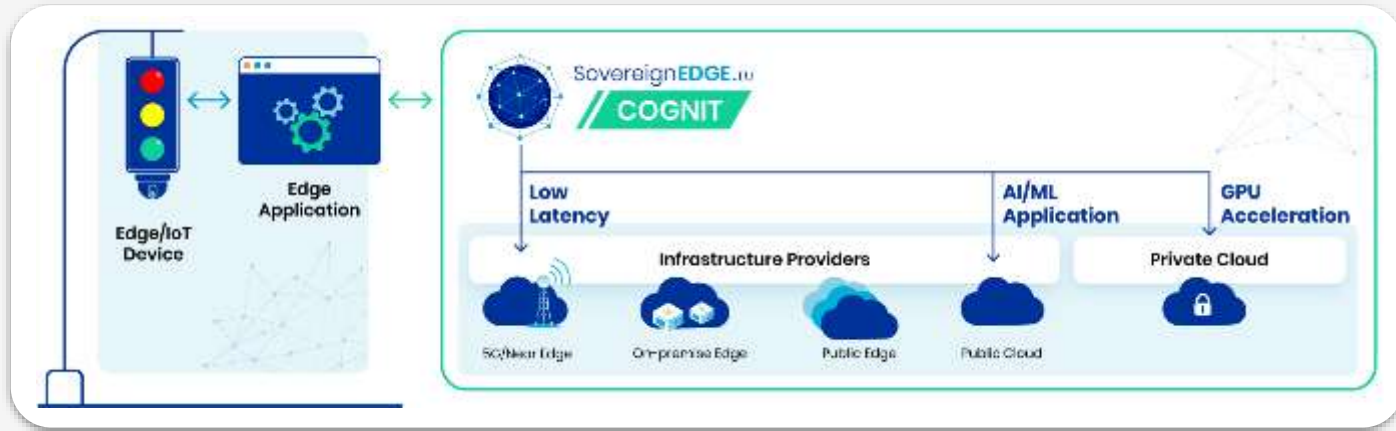 SovereignEDGE.EU
COGNIT
Edge
Application
Edge/IoT
Device
Low
Latency
AI/ML
Application
GPU
Acceleration
Infrastructure Providers
Private Cloud
5G/Near Edge
On-premise Edge
Public Edge
Public Cloud